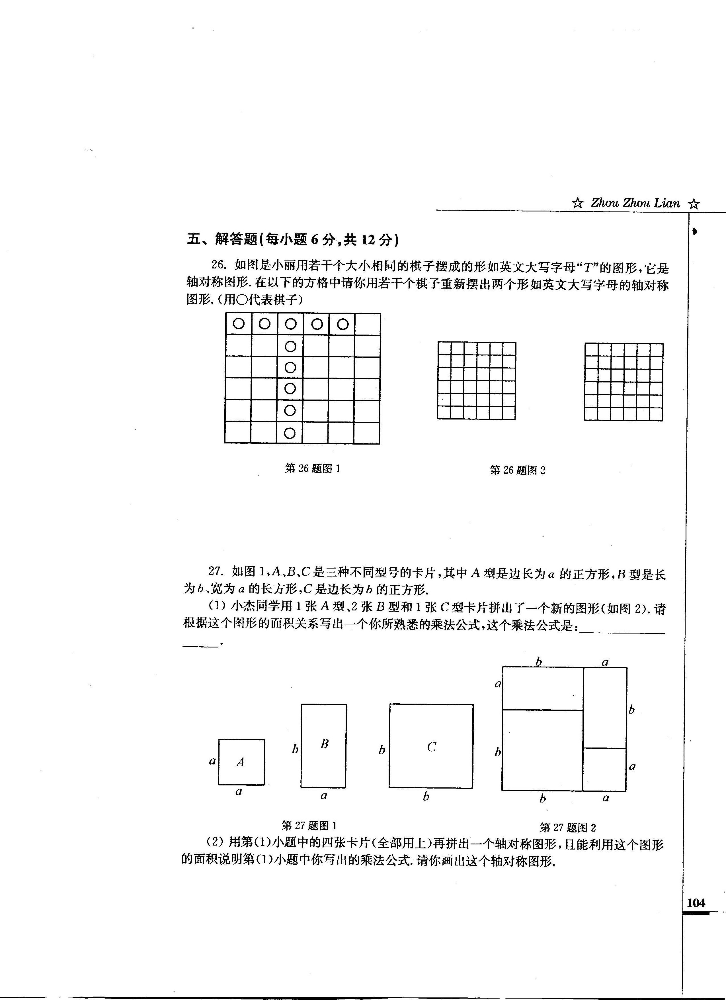 ☆ Zhou Zhou Lian ☆
五、解答题(每小题 6 分,共 12 分)
26. 如图是小丽用若干个大小相同的棋子摆成的形如英文大写字母“T”的图形,它是
轴对称图形.在以下的方格中请你用若干个棋子重新摆出两个形如英文大写字母的轴对称
图形.(用○代表棋子)
第 26 题图 1
第 26 题图 2
27. 如图 1,A、B、C 是三种不同型号的卡片,其中 A 型是边长为 a 的正方形,B 型是长
为 b、宽为 a 的长方形,C 是边长为 b 的正方形.
(1) 小杰同学用 1 张 A 型、2 张 B 型和 1 张 C 型卡片拼出了一个新的图形(如图 2).请
根据这个图形的面积关系写出一个你所熟悉的乘法公式,这个乘法公式是:
.
a
A
a
b
B
a
b
C
b
b
a
a
b
b
a
b
a
第 27 题图 1
第 27 题图 2
(2) 用第(1)小题中的四张卡片(全部用上)再拼出一个轴对称图形,且能利用这个图形
的面积说明第(1)小题中你写出的乘法公式.请你画出这个轴对称图形.
104